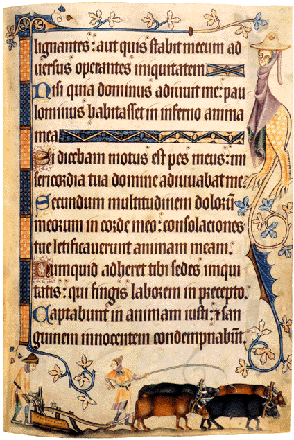 lignantes : aut quis stabit mecum ad
uersus operantes iniquitatem
Nisi quia dominus adiuuit me : pau
lominus habitasset in inferno anima
mea
Si dicebam motus est pes meus : mi
sericordia tua domine adiuuabat me
Secundum multitudinem dolorū
meorum in corde meo : consolaciones
tue letificauerunt animam meam.
Numquid adheret tibi sedes iniqui
tatis : qui fingis laborem in precepto.
Captabunt in animam iusti : ⁊ san
guinem innocentem condempnabūt